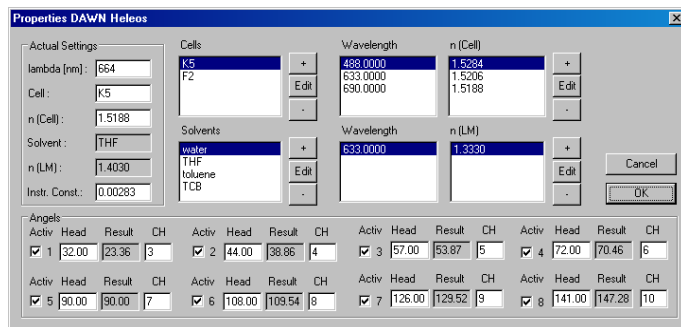 Properties DAWN Heleos
Actual Settings
lambda [nm] : 664
Cell : K5
n (Cell) : 1.5188
Solvent : THF
n (LM) : 1.4030
Instr. Const.: 0.00283
Cells
K5
F2
+
Edit
-
Wavelength n (Cell)
488.0000 1.5284
633.0000 1.5206
690.0000 1.5188
+
Edit
-
Solvents
water
THF
toluene
TCB
+
Edit
-
Wavelength n (LM)
633.0000 1.3330
+
Edit
-
Cancel
OK
Angels
Activ Head Result CH Activ Head Result CH Activ Head Result CH Activ Head Result CH
1 32.00 23.36 3 2 44.00 38.86 4 3 57.00 53.87 5 4 72.00 70.46 6
Activ Head Result CH Activ Head Result CH Activ Head Result CH Activ Head Result CH
5 90.00 90.00 7 6 108.00 109.54 8 7 126.00 129.52 9 8 141.00 147.28 10